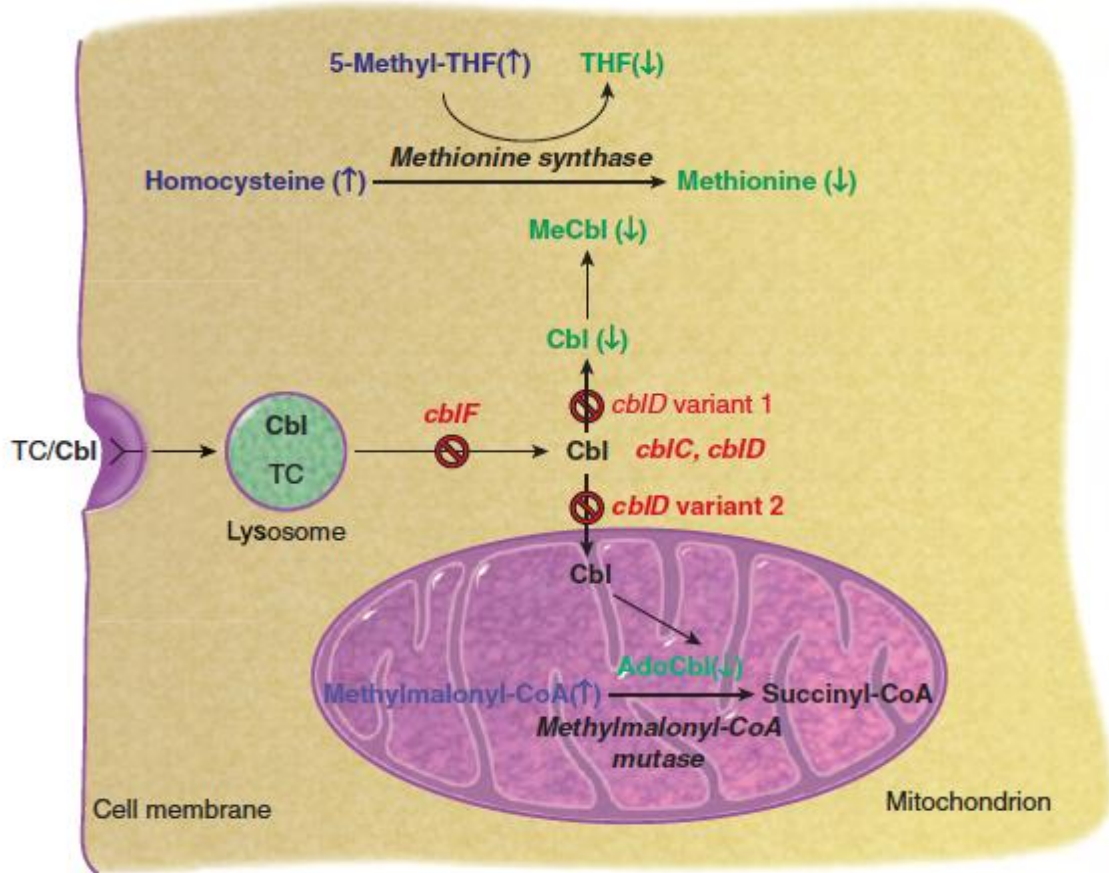 5-Methyl-THF(↑) THF(↓)
Methionine synthase
Homocysteine (↑) Methionine (↓)
MeCbl (↓)
Cbl (↓)
cblD variant 1
cblF
TC/Cbl
Cbl
TC
Cbl cblC, cblD
cblD variant 2
Lysosome
Cbl
AdoCbl(↓)
Methylmalonyl-CoA(↑) Succinyl-CoA
Methylmalonyl-CoA
mutase
Cell membrane
Mitochondrion